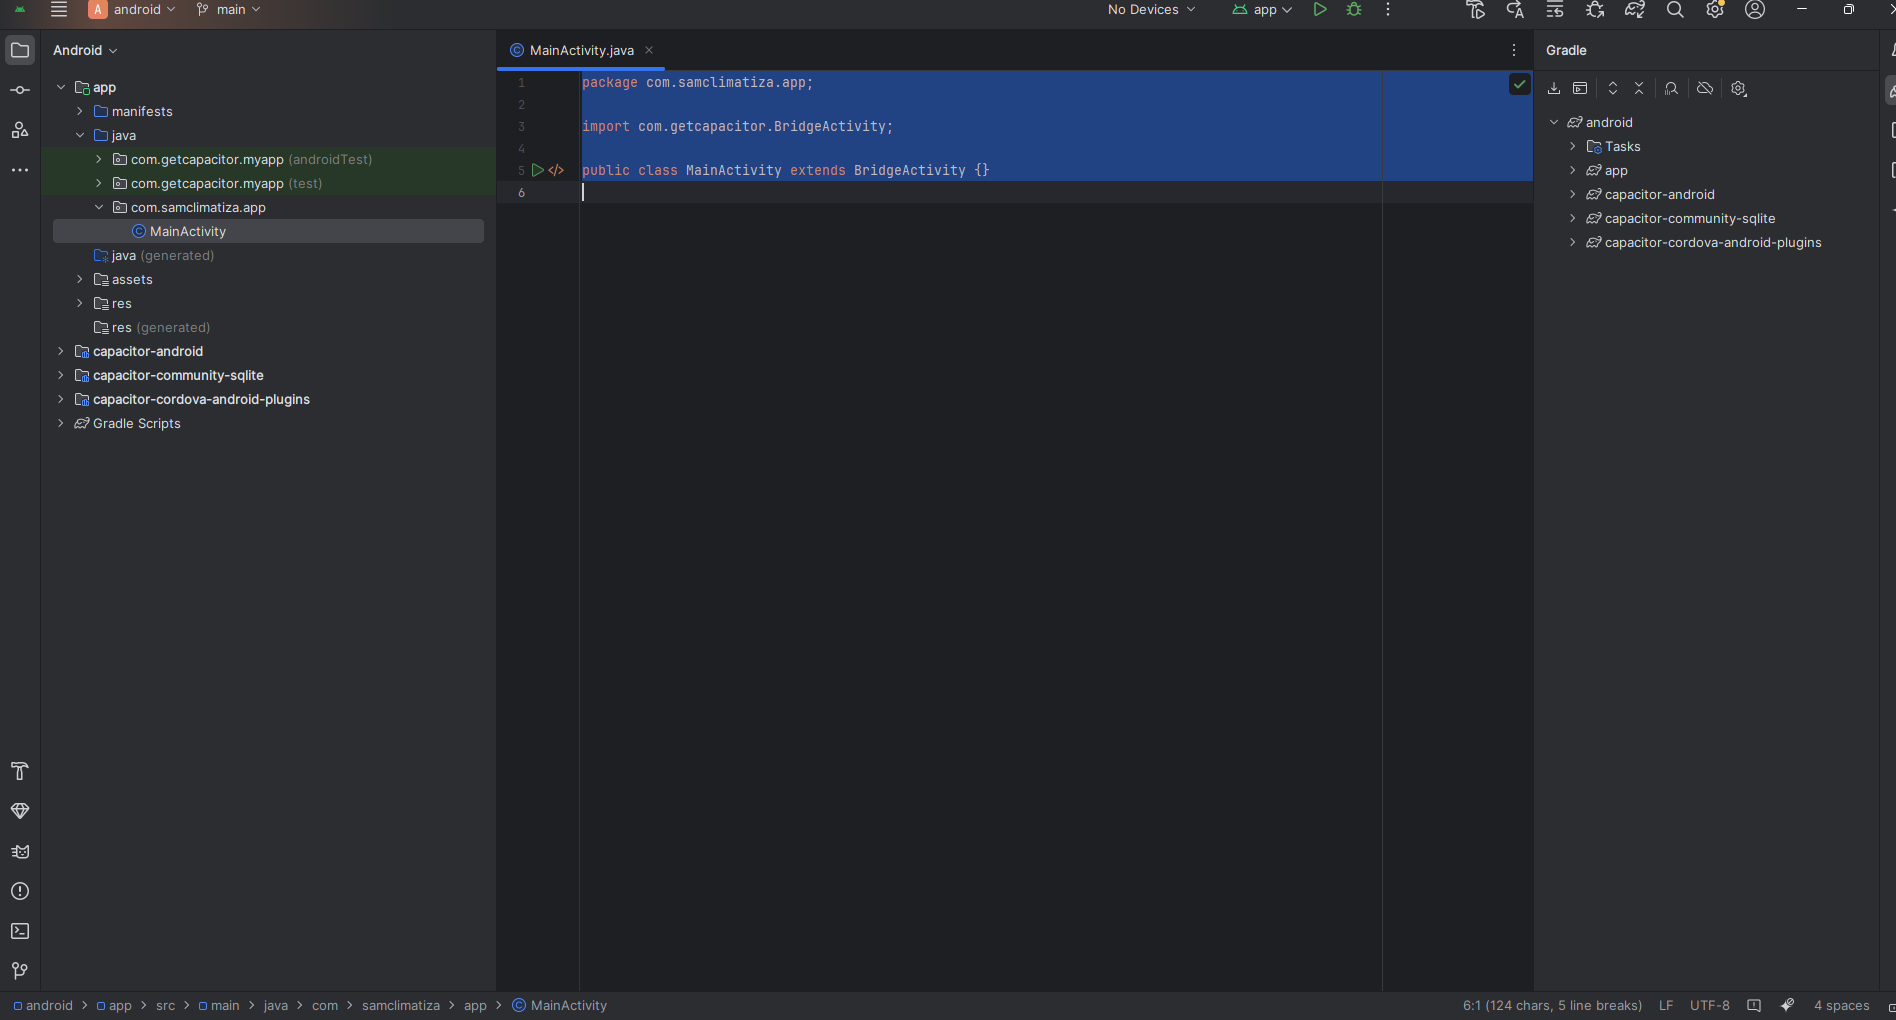 A android main No Devices app
Android
app
manifests
java
com.getcapacitor.myapp (androidTest)
com.getcapacitor.myapp (test)
com.samclimatiza.app
MainActivity
java (generated)
assets
res
res (generated)
capacitor-android
capacitor-community-sqlite
capacitor-cordova-android-plugins
Gradle Scripts
MainActivity.java
1 package com.samclimatiza.app;
2
3 import com.getcapacitor.BridgeActivity;
4
5 public class MainActivity extends BridgeActivity {}
6
Gradle
android
Tasks
app
capacitor-android
capacitor-community-sqlite
capacitor-cordova-android-plugins
android > app > src > main > java > com > samclimatiza > app > MainActivity
6:1 (124 chars, 5 line breaks) LF UTF-8 4 spaces